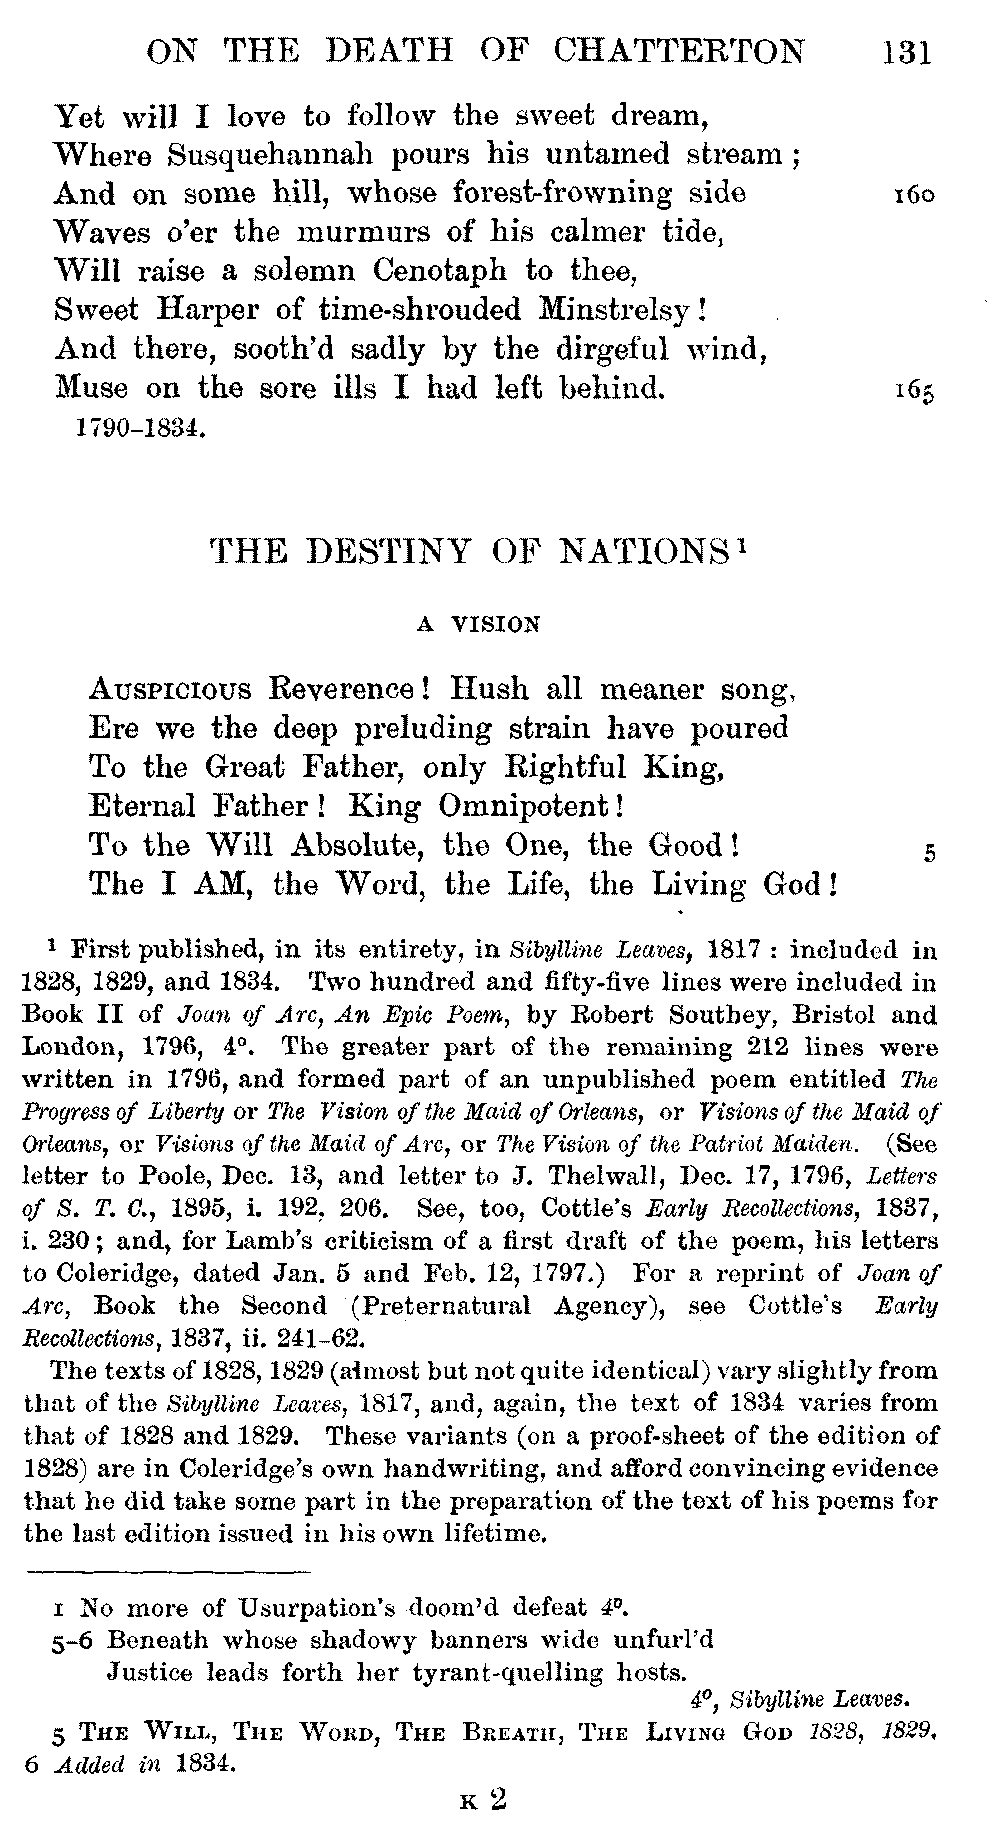 ON THE DEATH OF CHATTERTON 131
Yet will I love to follow the sweet dream,
Where Susquehannah pours his untamed stream ;
And on some hill, whose forest-frowning side 160
Waves o'er the murmurs of his calmer tide,
Will raise a solemn Cenotaph to thee,
Sweet Harper of time-shrouded Minstrelsy !
And there, sooth'd sadly by the dirgeful wind,
Muse on the sore ills I had left behind. 165
1790–1834.
THE DESTINY OF NATIONS ¹
A VISION
AUSPICIOUS Reverence ! Hush all meaner song,
Ere we the deep preluding strain have poured
To the Great Father, only Rightful King,
Eternal Father ! King Omnipotent !
To the Will Absolute, the One, the Good ! 5
The I AM, the Word, the Life, the Living God !
¹ First published, in its entirety, in Sibylline Leaves, 1817 : included in
1828, 1829, and 1834. Two hundred and fifty-five lines were included in
Book II of Joan of Arc, An Epic Poem, by Robert Southey, Bristol and
London, 1796, 4º. The greater part of the remaining 212 lines were
written in 1796, and formed part of an unpublished poem entitled The
Progress of Liberty or The Vision of the Maid of Orleans, or Visions of the Maid of
Orleans, or Visions of the Maid of Arc, or The Vision of the Patriot Maiden. (See
letter to Poole, Dec. 13, and letter to J. Thelwall, Dec. 17, 1796, Letters
of S. T. C., 1895, i. 192, 206. See, too, Cottle's Early Recollections, 1837,
i. 230 ; and, for Lamb's criticism of a first draft of the poem, his letters
to Coleridge, dated Jan. 5 and Feb. 12, 1797.) For a reprint of Joan of
Arc, Book the Second (Preternatural Agency), see Cottle's Early
Recollections, 1837, ii. 241–62.
The texts of 1828, 1829 (almost but not quite identical) vary slightly from
that of the Sibylline Leaves, 1817, and, again, the text of 1834 varies from
that of 1828 and 1829. These variants (on a proof-sheet of the edition of
1828) are in Coleridge's own handwriting, and afford convincing evidence
that he did take some part in the preparation of the text of his poems for
the last edition issued in his own lifetime.
1 No more of Usurpation's doom'd defeat 4º.
5–6 Beneath whose shadowy banners wide unfurl'd
Justice leads forth her tyrant-quelling hosts.
4º, Sibylline Leaves.
5 THE WILL, THE WORD, THE BREATH, THE LIVING GOD 1828, 1829.
6 Added in 1834.
K 2